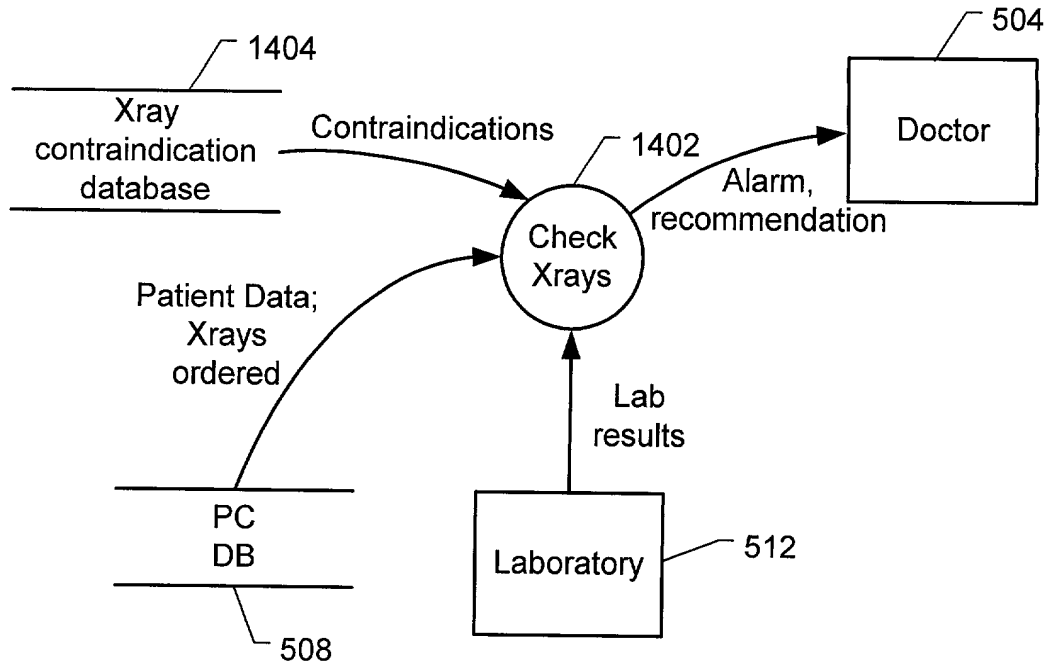 1404
504
Xray
contraindication
database
Contraindications
1402
Doctor
Alarm,
recommendation
Check
Xrays
Patient Data;
Xrays
ordered
Lab
results
PC
DB
Laboratory
512
508